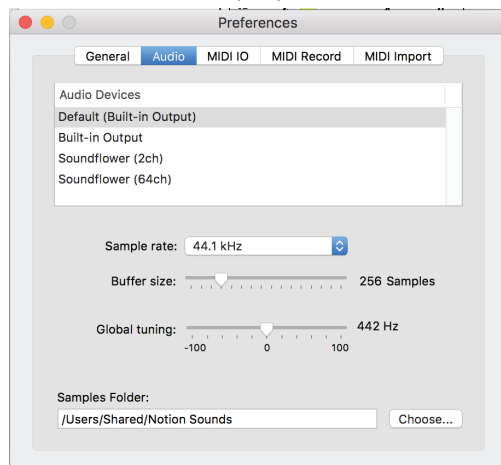 Preferences
General Audio MIDI IO MIDI Record MIDI Import
Audio Devices
Default (Built-in Output)
Built-in Output
Soundflower (2ch)
Soundflower (64ch)
Sample rate: 44.1 kHz
Buffer size: 256 Samples
Global tuning: 442 Hz
-100 0 100
Samples Folder:
/Users/Shared/Notion Sounds Choose...